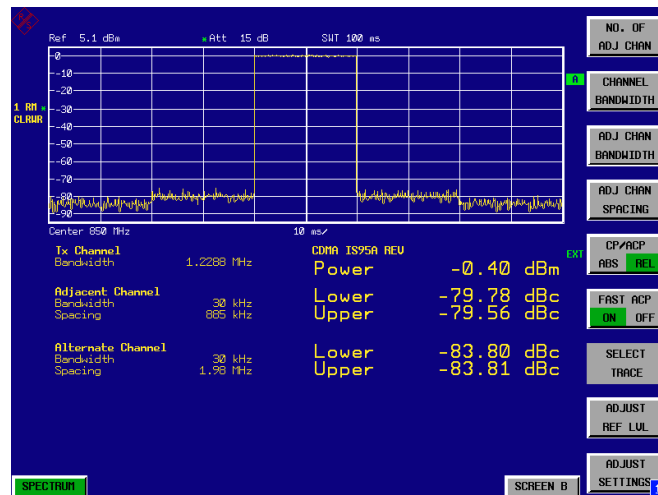 Ref 5.1 dBm * Att 15 dB SWT 100 ms
NO. OF
ADJ CHAN
0
-10
A
-20
CHANNEL
BANDWIDTH
1 RM *
CLRWR
-30
-40
-50
ADJ CHAN
BANDWIDTH
-60
-70
-80
-90
ADJ CHAN
SPACING
Center 850 MHz 10 ms/
Tx Channel
Bandwidth 1.2288 MHz
CDMA IS95A REV
Power -0.40 dBm
EXT
CP/ACP
ABS REL
Adjacent Channel
Bandwidth 30 kHz
Spacing 885 kHz
Lower -79.78 dBc
Upper -79.56 dBc
FAST ACP
ON OFF
Alternate Channel
Bandwidth 30 kHz
Spacing 1.98 MHz
Lower -83.80 dBc
Upper -83.81 dBc
SELECT
TRACE
ADJUST
REF LVL
ADJUST
SETTINGS
SPECTRUM
SCREEN B